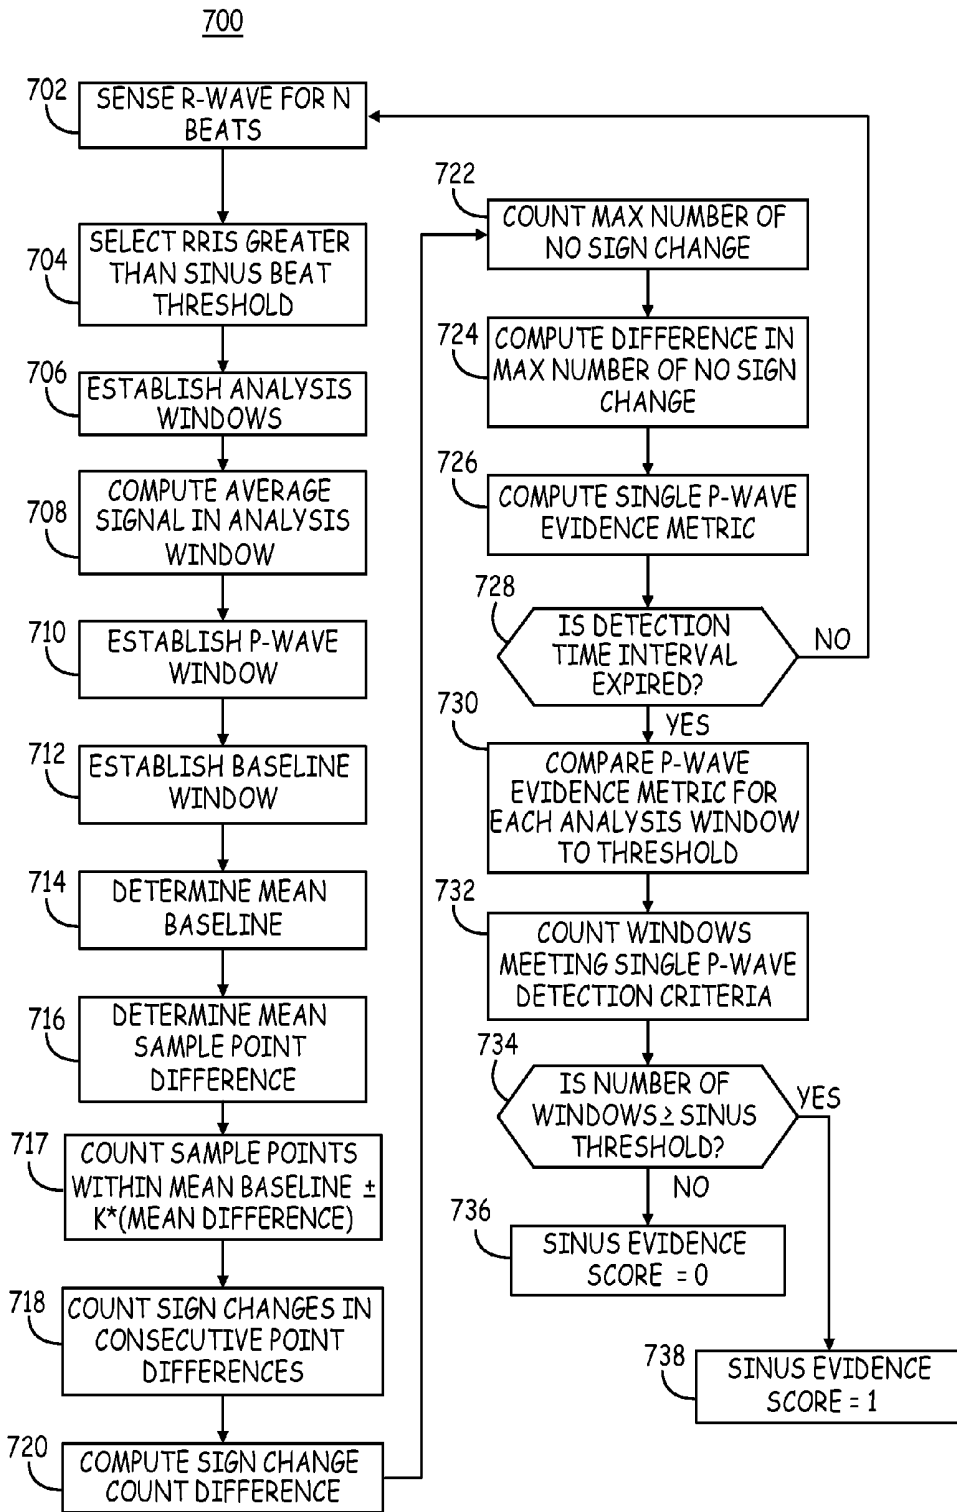 700
702
SENSE R-WAVE FOR N
BEATS
704
SELECT RRIS GREATER
THAN SINUS BEAT
THRESHOLD
706
ESTABLISH ANALYSIS
WINDOWS
708
COMPUTE AVERAGE
SIGNAL IN ANALYSIS
WINDOW
710
ESTABLISH P-WAVE
WINDOW
712
ESTABLISH BASELINE
WINDOW
714
DETERMINE MEAN
BASELINE
716
DETERMINE MEAN
SAMPLE POINT
DIFFERENCE
717
COUNT SAMPLE POINTS
WITHIN MEAN BASELINE ±
K*(MEAN DIFFERENCE)
718
COUNT SIGN CHANGES IN
CONSECUTIVE POINT
DIFFERENCES
720
COMPUTE SIGN CHANGE
COUNT DIFFERENCE
722
COUNT MAX NUMBER OF
NO SIGN CHANGE
724
COMPUTE DIFFERENCE IN
MAX NUMBER OF NO SIGN
CHANGE
726
COMPUTE SINGLE P-WAVE
EVIDENCE METRIC
728
IS DETECTION
TIME INTERVAL
EXPIRED?
NO
YES
730
COMPARE P-WAVE
EVIDENCE METRIC FOR
EACH ANALYSIS WINDOW
TO THRESHOLD
732
COUNT WINDOWS
MEETING SINGLE P-WAVE
DETECTION CRITERIA
734
IS NUMBER OF
WINDOWS ≥ SINUS
THRESHOLD?
YES
NO
736
SINUS EVIDENCE
SCORE = 0
738
SINUS EVIDENCE
SCORE = 1